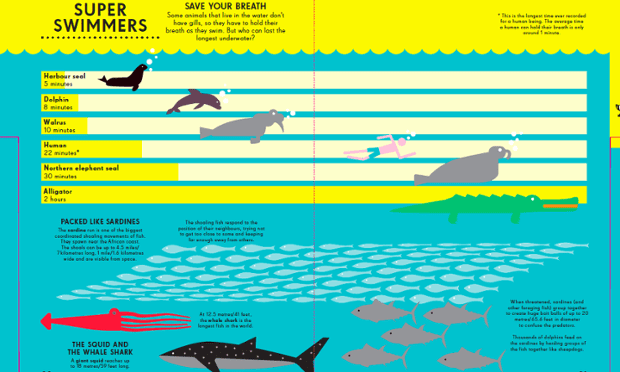 SUPER
SWIMMERS
SAVE YOUR BREATH
Some animals that live in the water don't
have gills, so they have to hold their
breath as they swim. But who can last the
longest underwater?
* This is the longest time ever recorded
for a human being. The average time
a human can hold their breath is only
around 1 minute
Harbour seal
5 minutes
Dolphin
8 minutes
Walrus
10 minutes
Human
22 minutes*
Northern elephant seal
30 minutes
Alligator
2 hours
PACKED LIKE SARDINES
The sardine run is one of the biggest
coordinated shoaling movements of fish.
They spawn near the African coast.
The shoals can be up to 4.3 miles/
7 kilometres long, 1 mile/1.6 kilometres
wide and are visible from space.
The shoaling fish respond to the
position of their neighbours, trying not
to get too close to some and keeping
far enough away from others.
At 12.5 metres/41 feet,
the whale shark is the
longest fish in the world.
THE SQUID AND
THE WHALE SHARK
A giant squid reaches up
to 18 metres/59 feet long.
When threatened, sardines (and
other foraging fish) group together
to create huge bait balls of up to 20
metres/65.6 feet in diameter
to confuse the predators.
Thousands of dolphins feed on
the sardines by herding groups of
the fish together like sheepdogs.